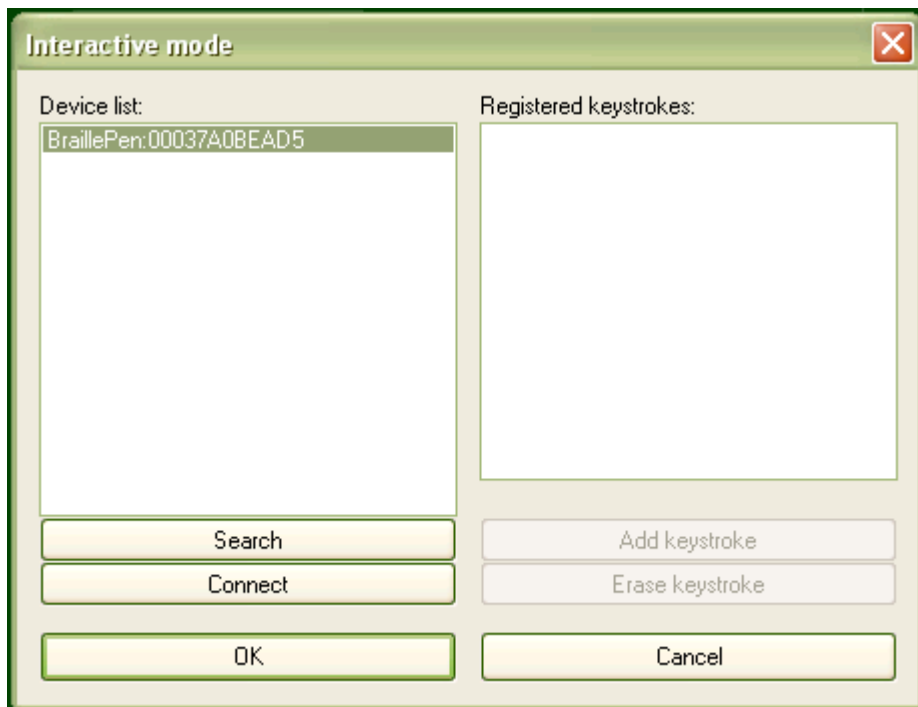 Interactive mode
Device list:
Registered keystrokes:
BraillePen:00037A0BEAD5
Search
Add keystroke
Connect
Erase keystroke
OK
Cancel